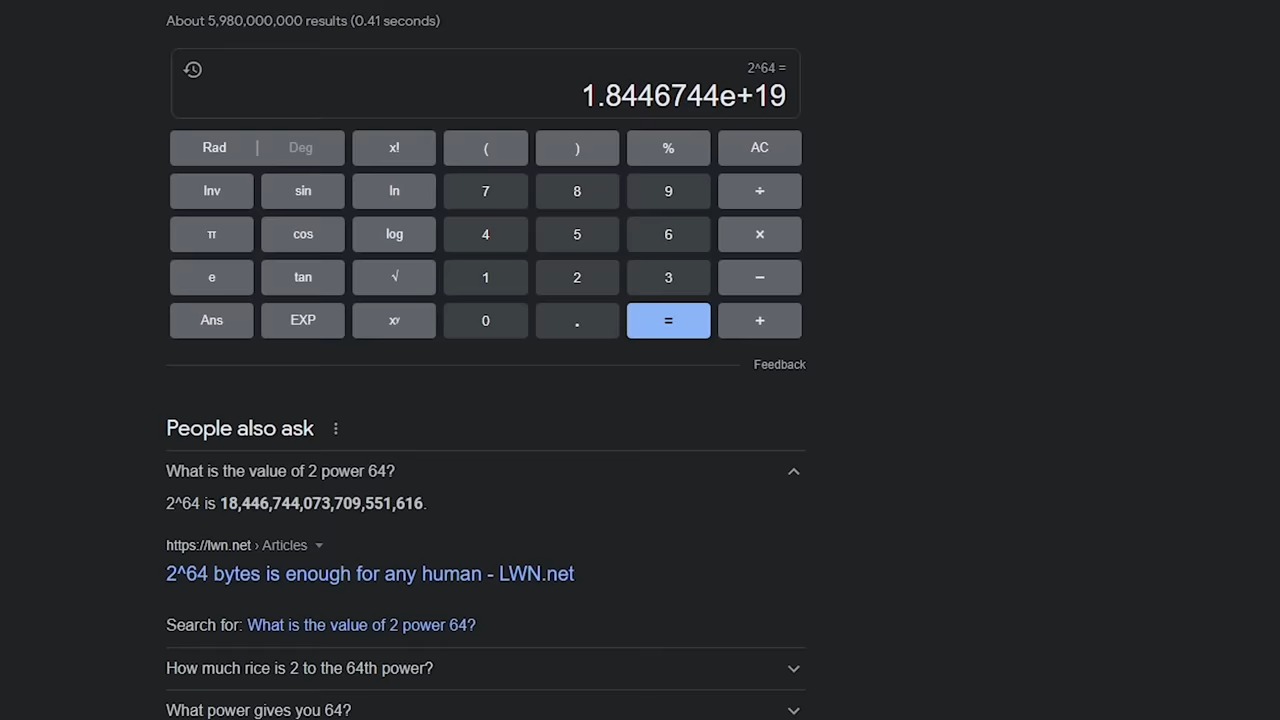 About 5,980,000,000 results (0.41 seconds)
2^64 =
1.8446744e+19
Rad | Deg x! ( ) % AC
Inv sin ln 7 8 9 ÷
π cos log 4 5 6 ×
e tan √ 1 2 3 −
Ans EXP xʸ 0 . = +
Feedback
People also ask
What is the value of 2 power 64?
2^64 is 18,446,744,073,709,551,616.
https://lwn.net › Articles
2^64 bytes is enough for any human - LWN.net
Search for: What is the value of 2 power 64?
How much rice is 2 to the 64th power?
What power gives you 64?